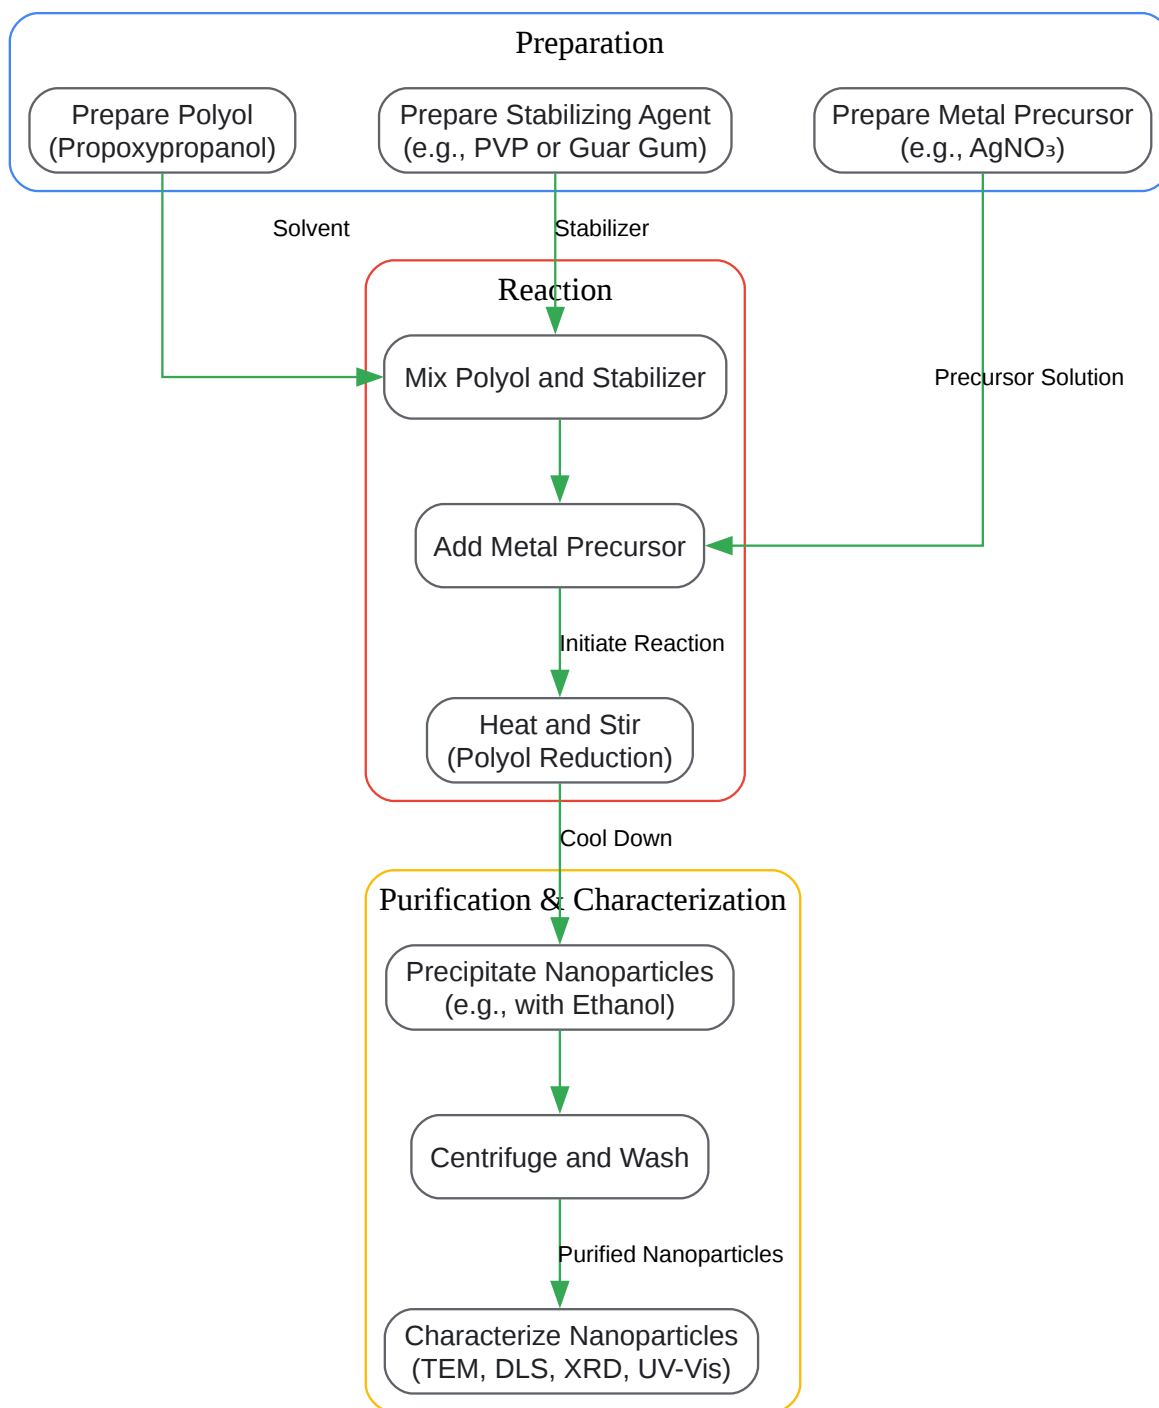 Preparation
Prepare Polyol
(Propoxypropanol)
Prepare Stabilizing Agent
(e.g., PVP or Guar Gum)
Prepare Metal Precursor
(e.g., AgNO₃)
Solvent
Stabilizer
Reaction
Mix Polyol and Stabilizer
Precursor Solution
Add Metal Precursor
Initiate Reaction
Heat and Stir
(Polyol Reduction)
Cool Down
Purification & Characterization
Precipitate Nanoparticles
(e.g., with Ethanol)
Centrifuge and Wash
Purified Nanoparticles
Characterize Nanoparticles
(TEM, DLS, XRD, UV-Vis)